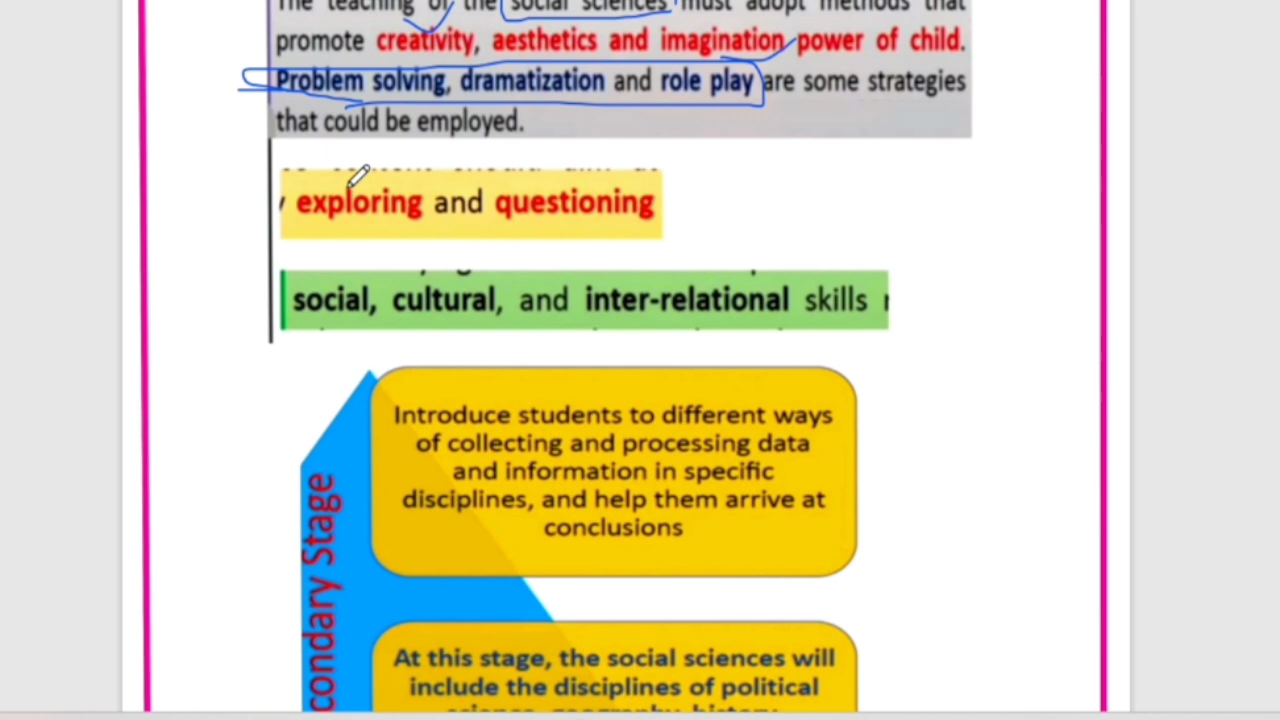 The teaching of the social sciences must adopt methods that
promote creativity, aesthetics and imagination power of child.
Problem solving, dramatization and role play are some strategies
that could be employed.
exploring and questioning
social, cultural, and inter-relational skills
Introduce students to different ways
of collecting and processing data
and information in specific
disciplines, and help them arrive at
conclusions
condary Stage
At this stage, the social sciences will
include the disciplines of political
science, geography, history